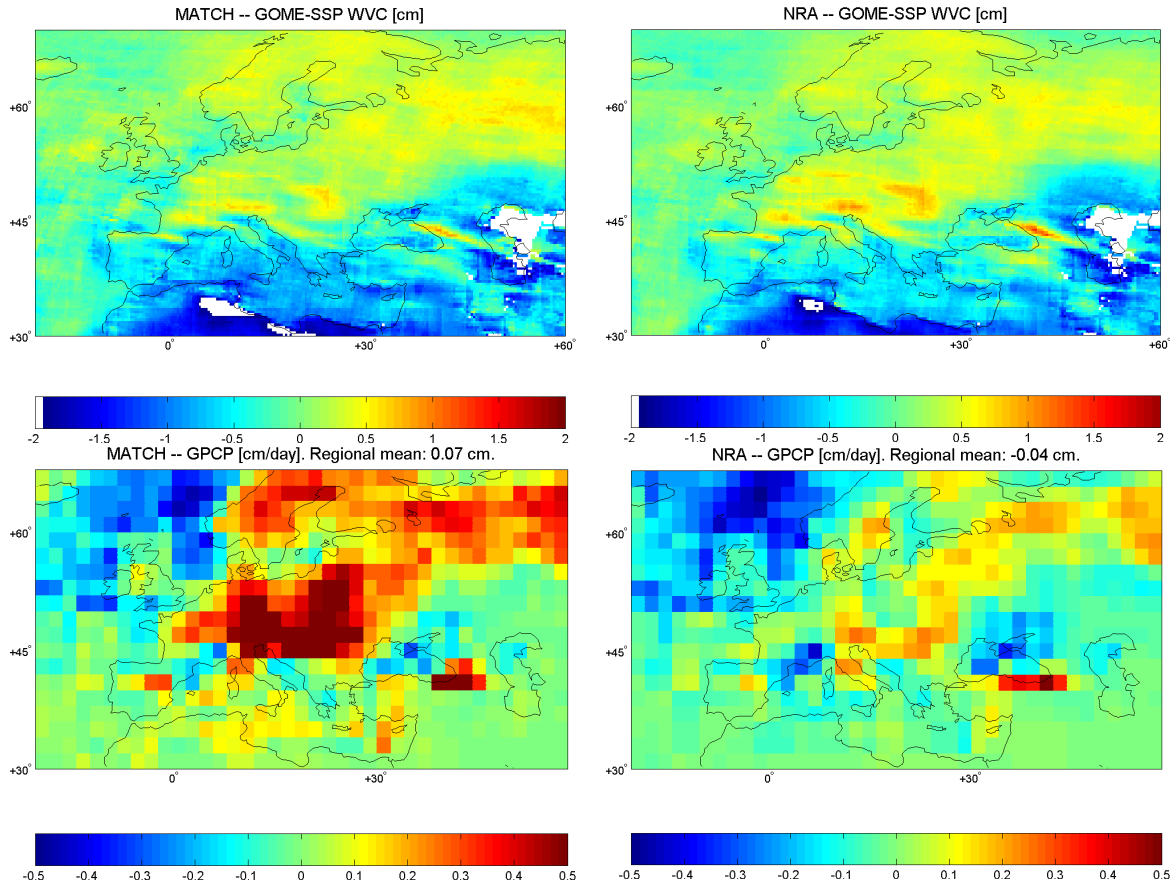 MATCH -- GOME-SSP WVC [cm]
NRA -- GOME-SSP WVC [cm]
+60°
+45°
+30°
0°
+30°
+60°
+60°
+45°
+30°
0°
+30°
+60°
-2 -1.5 -1 -0.5 0 0.5 1 1.5 2
-2 -1.5 -1 -0.5 0 0.5 1 1.5 2
MATCH -- GPCP [cm/day]. Regional mean: 0.07 cm.
NRA -- GPCP [cm/day]. Regional mean: -0.04 cm.
+60°
+45°
+30°
0°
+30°
+60°
+45°
+30°
0°
+30°
-0.5 -0.4 -0.3 -0.2 -0.1 0 0.1 0.2 0.3 0.4 0.5
-0.5 -0.4 -0.3 -0.2 -0.1 0 0.1 0.2 0.3 0.4 0.5